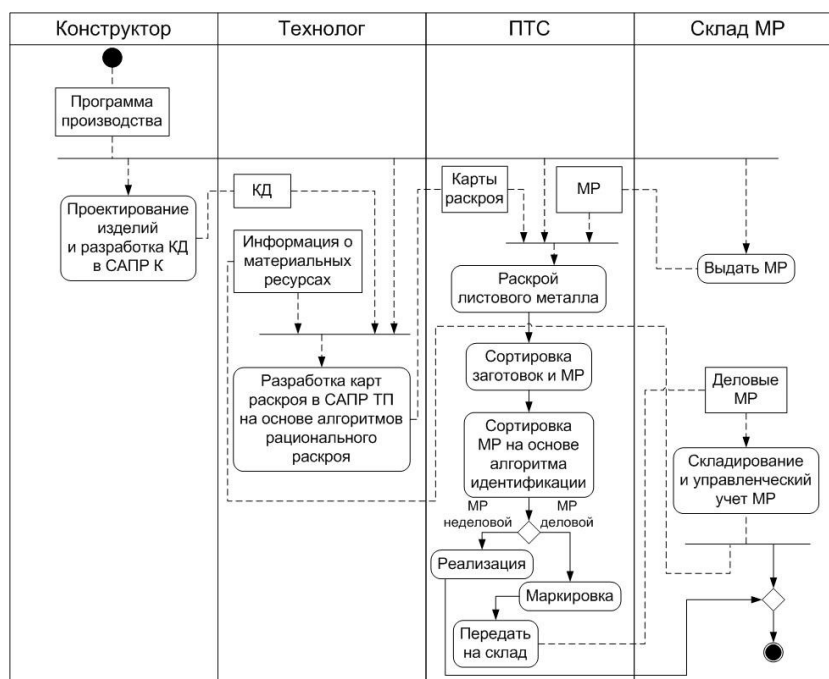 Конструктор
Технолог
ПТС
Склад МР
Программа
производства
КД
Карты
раскроя
МР
Проектирование
изделий
и разработка КД
в САПР К
Информация о
материальных
ресурсах
Выдать МР
Раскрой
листового металла
Сортировка
заготовок и МР
Деловые
МР
Разработка карт
раскроя в САПР ТП
на основе алгоритмов
рационального
раскроя
Сортировка
МР на основе
алгоритма
идентификации
Складирование
и управленческий
учет МР
МР
неделовой
МР
деловой
Реализация
Маркировка
Передать
на склад